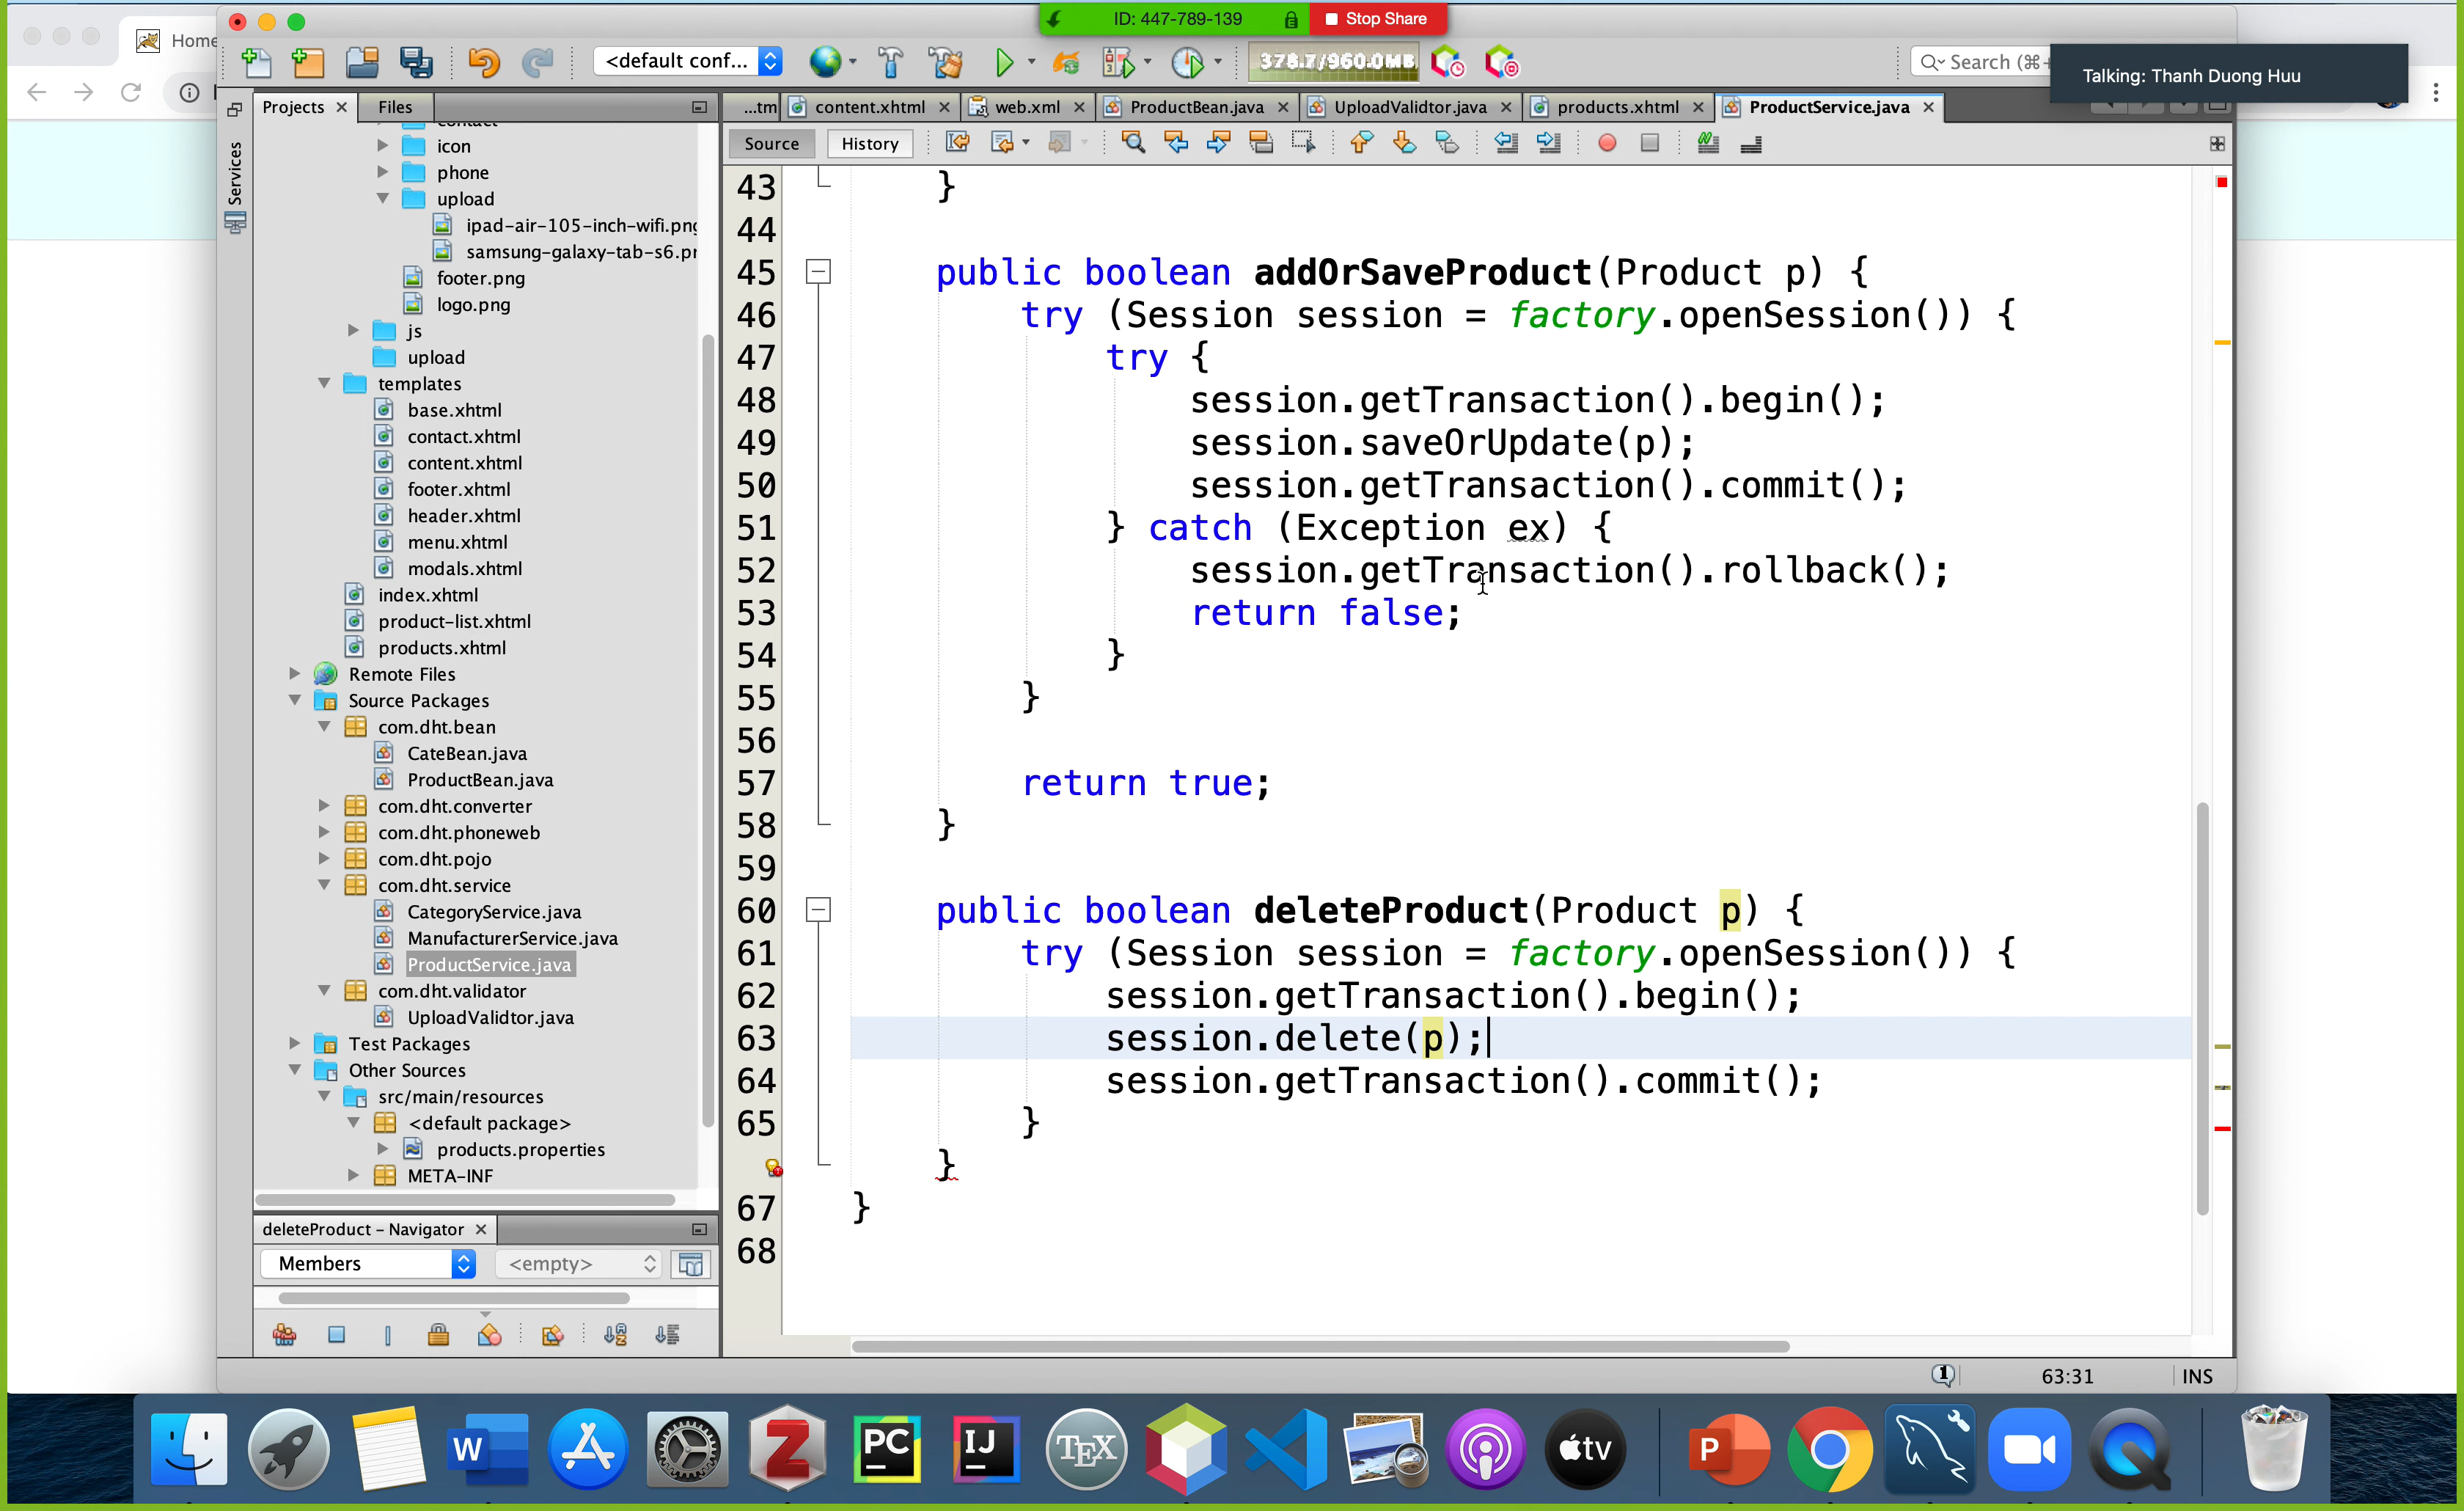 ID: 447-789-139
Stop Share
Home
<default conf...
378.7/960.0MB
Search (⌘+
Talking: Thanh Duong Huu
Projects
Files
...tm
content.xhtml
web.xml
ProductBean.java
UploadValidtor.java
products.xhtml
ProductService.java
Source
History
Services
contact
icon
phone
upload
ipad-air-105-inch-wifi.png
samsung-galaxy-tab-s6.pr
footer.png
logo.png
js
upload
templates
base.xhtml
contact.xhtml
content.xhtml
footer.xhtml
header.xhtml
menu.xhtml
modals.xhtml
index.xhtml
product-list.xhtml
products.xhtml
Remote Files
Source Packages
com.dht.bean
CateBean.java
ProductBean.java
com.dht.converter
com.dht.phoneweb
com.dht.pojo
com.dht.service
CategoryService.java
ManufacturerService.java
ProductService.java
com.dht.validator
UploadValidtor.java
Test Packages
Other Sources
src/main/resources
<default package>
products.properties
META-INF
deleteProduct - Navigator
Members
<empty>
43 }
44
45 public boolean addOrSaveProduct(Product p) {
46 try (Session session = factory.openSession()) {
47 try {
48 session.getTransaction().begin();
49 session.saveOrUpdate(p);
50 session.getTransaction().commit();
51 } catch (Exception ex) {
52 session.getTransaction().rollback();
53 return false;
54 }
55 }
56
57 return true;
58 }
59
60 public boolean deleteProduct(Product p) {
61 try (Session session = factory.openSession()) {
62 session.getTransaction().begin();
63 session.delete(p);
64 session.getTransaction().commit();
65 }
}
67 }
68
1
63:31
INS
W
Z
PC
IJ
TEX
tv
P